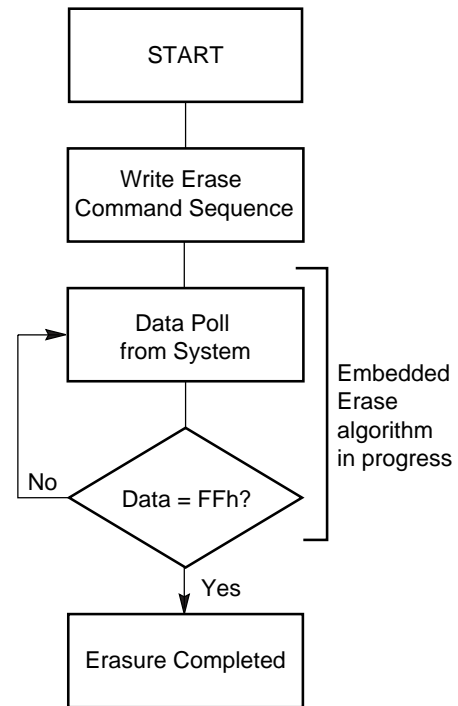 START
Write Erase
Command Sequence
Data Poll
from System
Embedded
Erase
algorithm
in progress
No
Data = FFh?
Yes
Erasure Completed